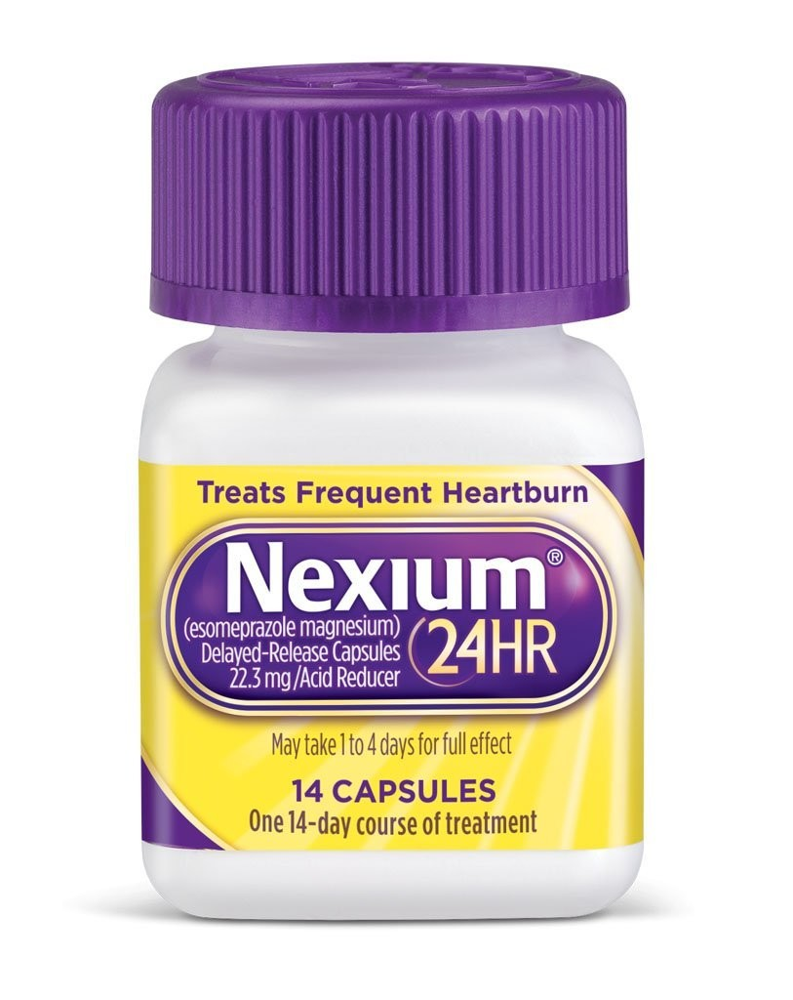 Treats Frequent Heartburn
Nexium®
(esomeprazole magnesium)
Delayed-Release Capsules
22.3 mg/Acid Reducer
24HR
May take 1 to 4 days for full effect
14 CAPSULES
One 14-day course of treatment